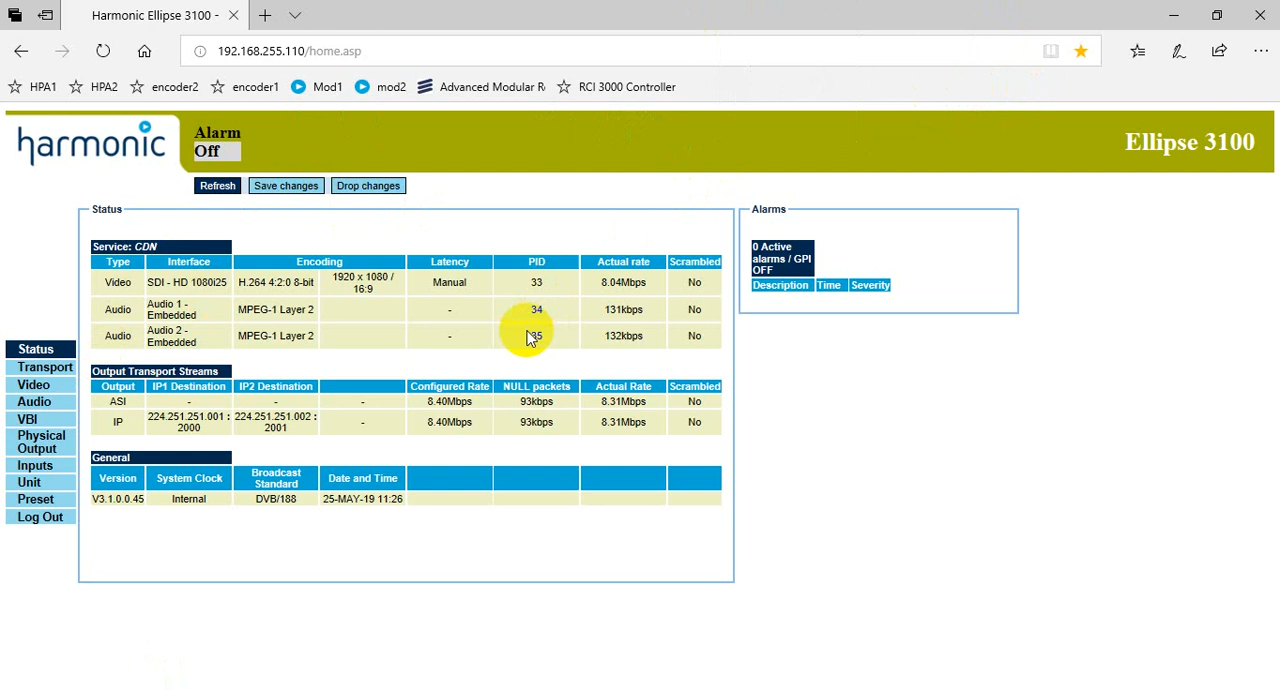 Harmonic Ellipse 3100 -
192.168.255.110/home.asp
HPA1 HPA2 encoder2 encoder1 Mod1 mod2 Advanced Modular Ro RCI 3000 Controller
harmonic
Alarm
Off
Ellipse 3100
Refresh Save changes Drop changes
Status
Service: CDN
Type Interface Encoding Latency PID Actual rate Scrambled
Video SDI - HD 1080i25 H.264 4:2:0 8-bit 1920 x 1080 / 16:9 Manual 33 8.04Mbps No
Audio Audio 1 - Embedded MPEG-1 Layer 2 - 34 131kbps No
Audio Audio 2 - Embedded MPEG-1 Layer 2 - 35 132kbps No
Output Transport Streams
Output IP1 Destination IP2 Destination Configured Rate NULL packets Actual Rate Scrambled
ASI - - - 8.40Mbps 93kbps 8.31Mbps No
IP 224.251.251.001 : 2000 224.251.251.002 : 2001 - 8.40Mbps 93kbps 8.31Mbps No
General
Version System Clock Broadcast Standard Date and Time
V3.1.0.0.45 Internal DVB/188 25-MAY-19 11:26
Alarms
0 Active
alarms / GPI
OFF
Description Time Severity
Status
Transport
Video
Audio
VBI
Physical
Output
Inputs
Unit
Preset
Log Out